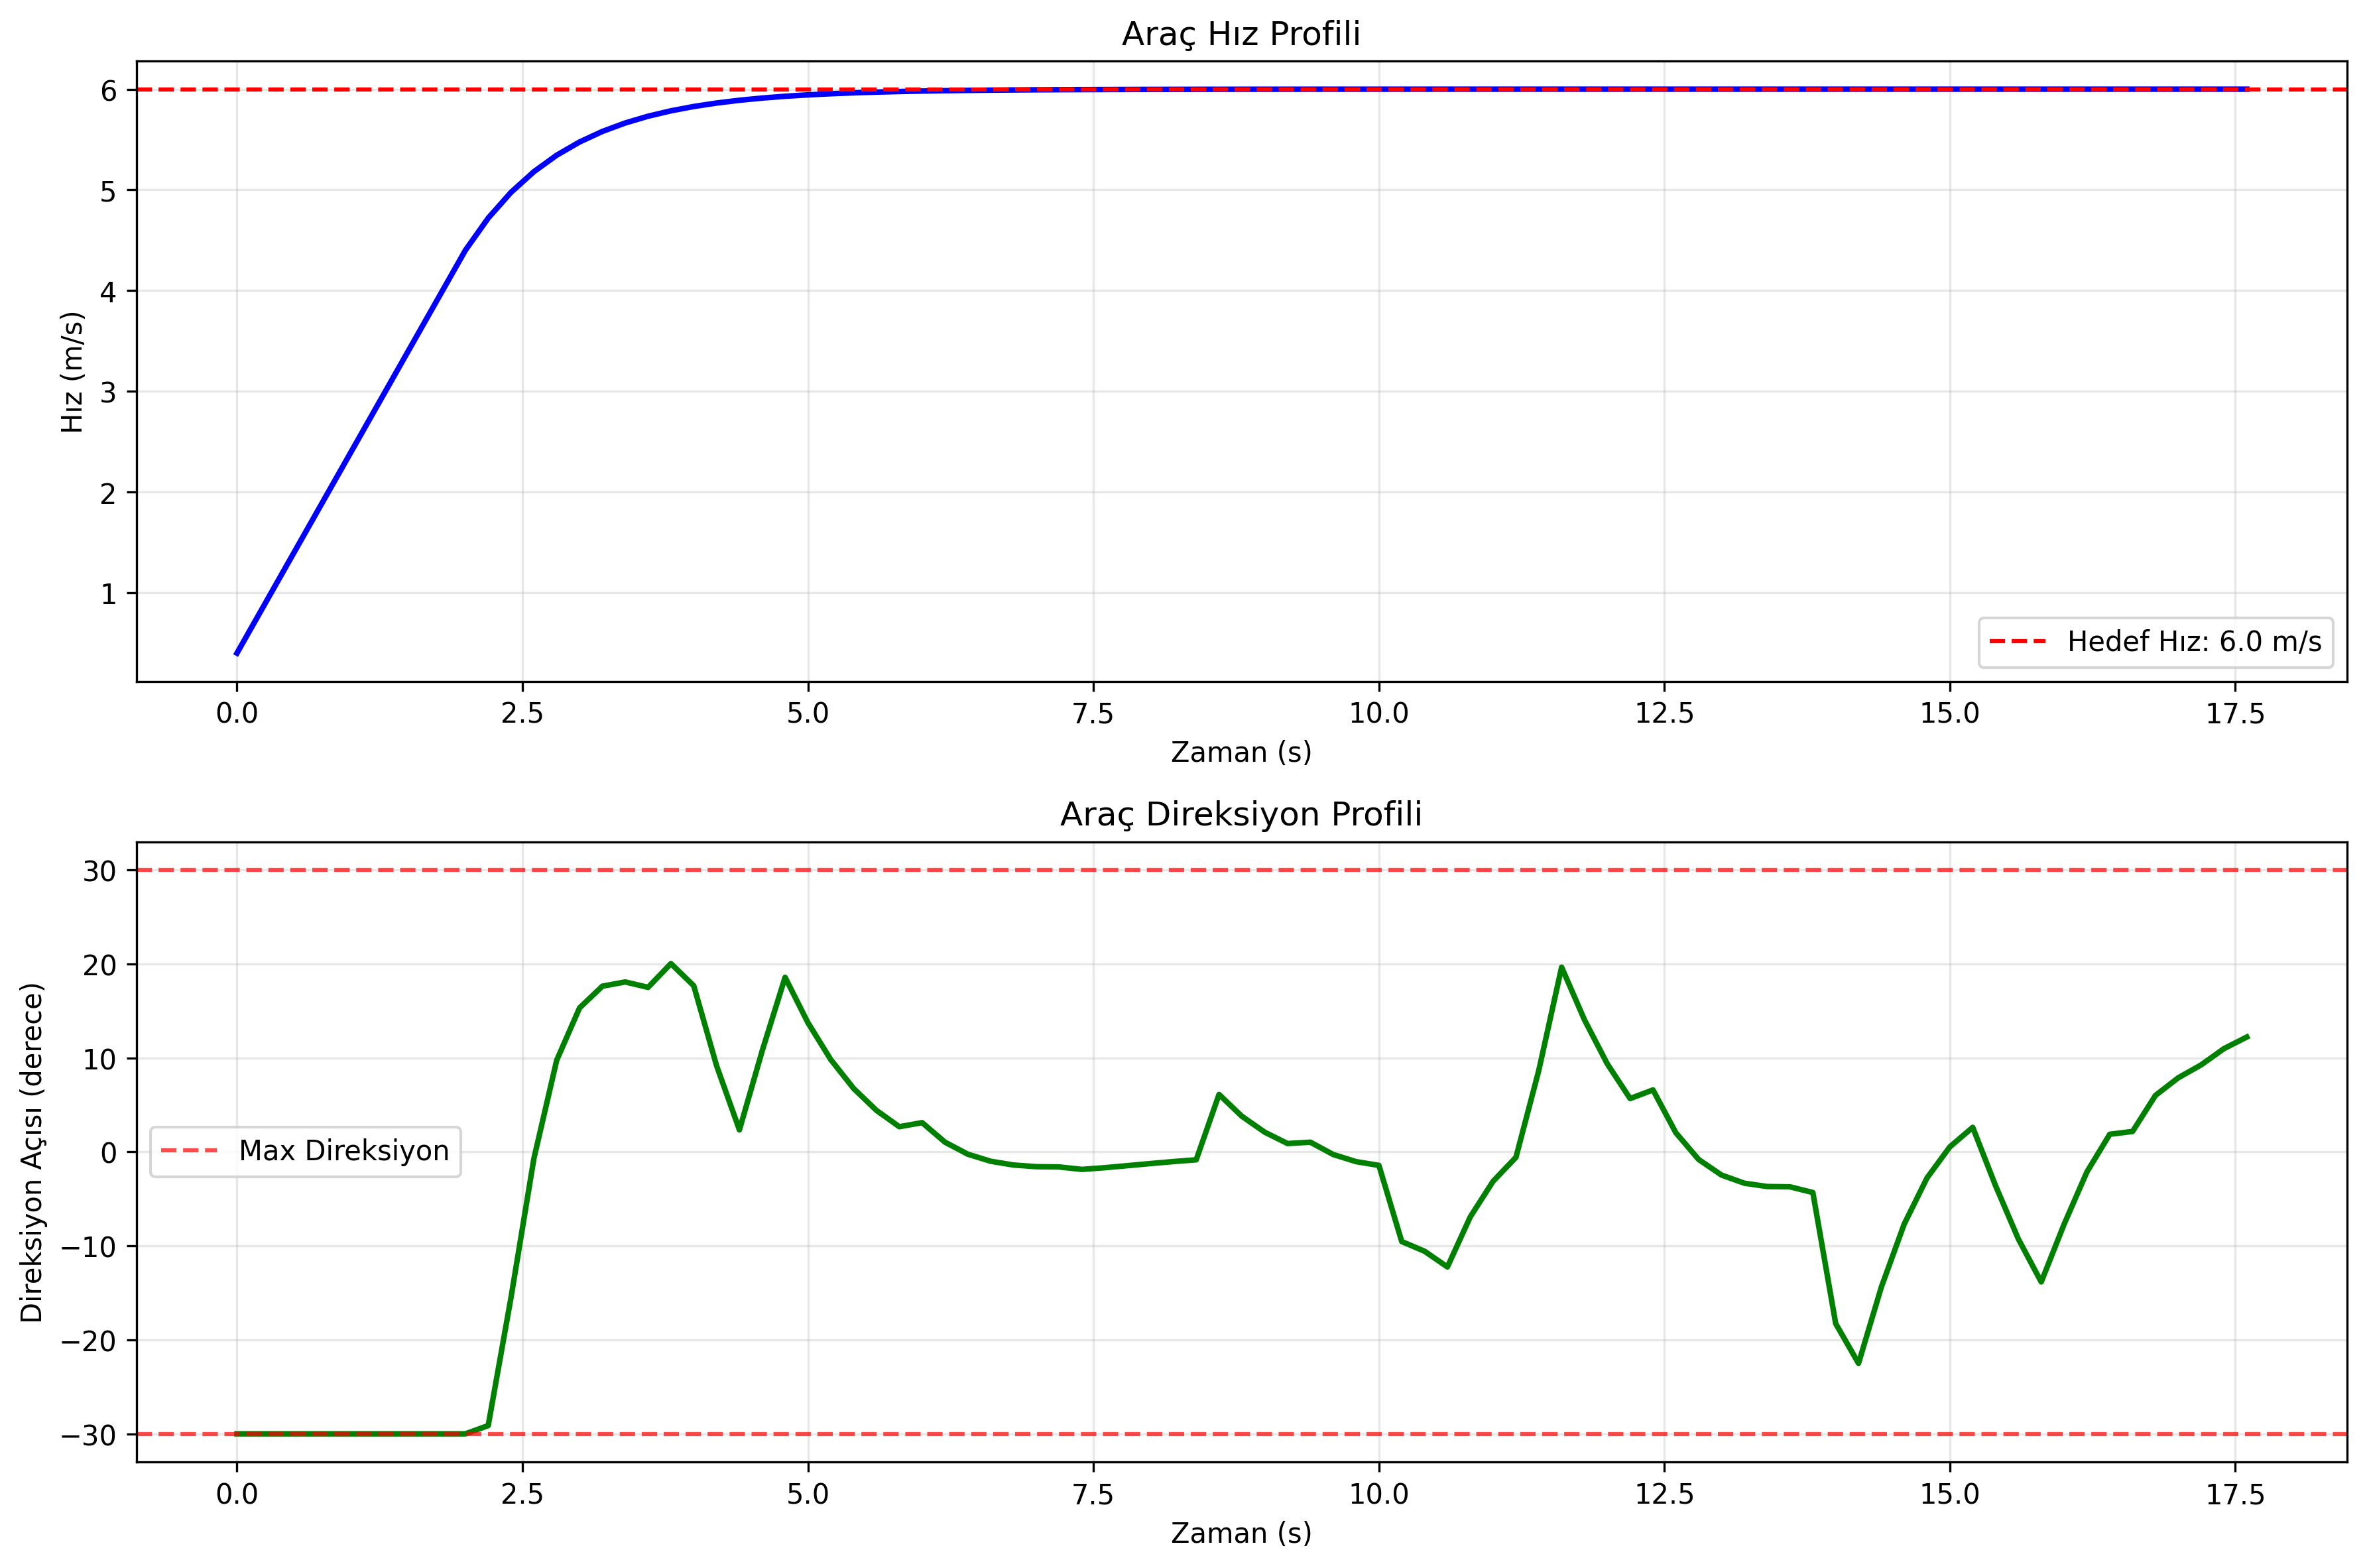 Araç Hız Profili
6
5
4
3
2
1
Hız (m/s)
Hedef Hız: 6.0 m/s
0.0 2.5 5.0 7.5 10.0 12.5 15.0 17.5
Zaman (s)
Araç Direksiyon Profili
30
20
10
0
−10
−20
−30
Direksiyon Açısı (derece)
Max Direksiyon
0.0 2.5 5.0 7.5 10.0 12.5 15.0 17.5
Zaman (s)